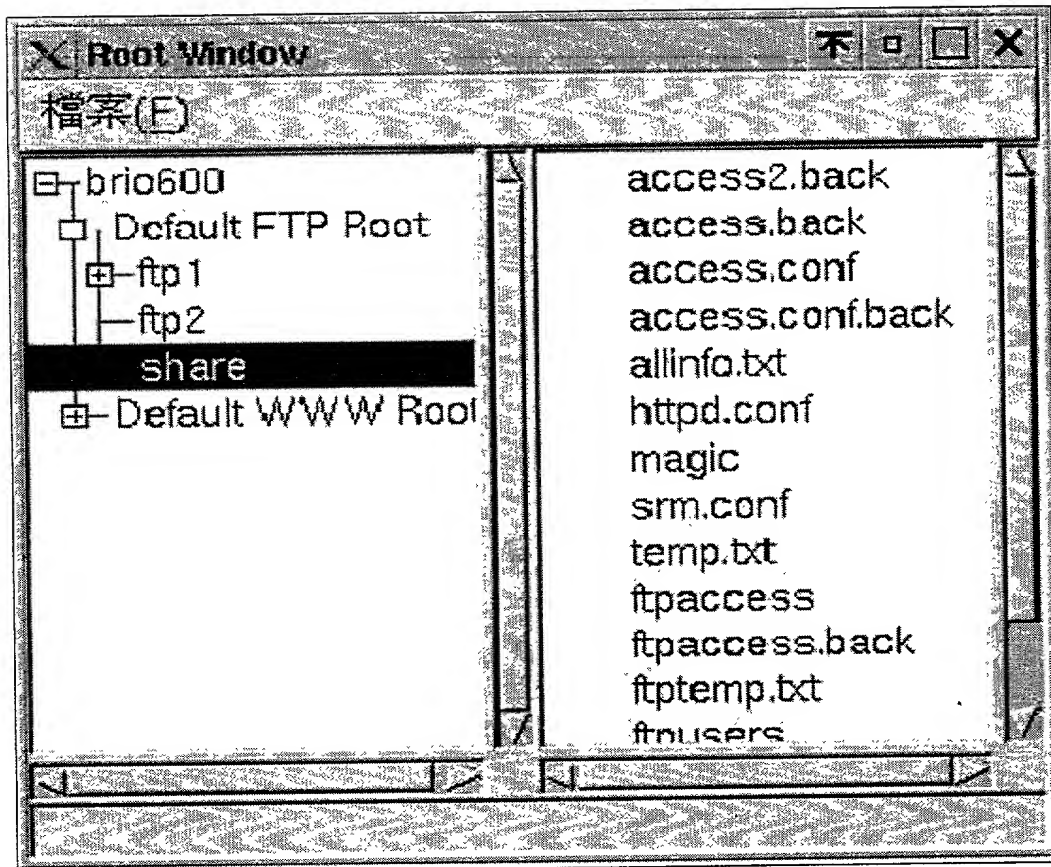 Root Window
檔案(F)
brio600
Default FTP Root
ftp1
ftp2
share
Default WWW Root
access2.back
access.back
access.conf
access.conf.back
allinfo.txt
httpd.conf
magic
srm.conf
temp.txt
ftpaccess
ftpaccess.back
ftptemp.txt
ftpusers